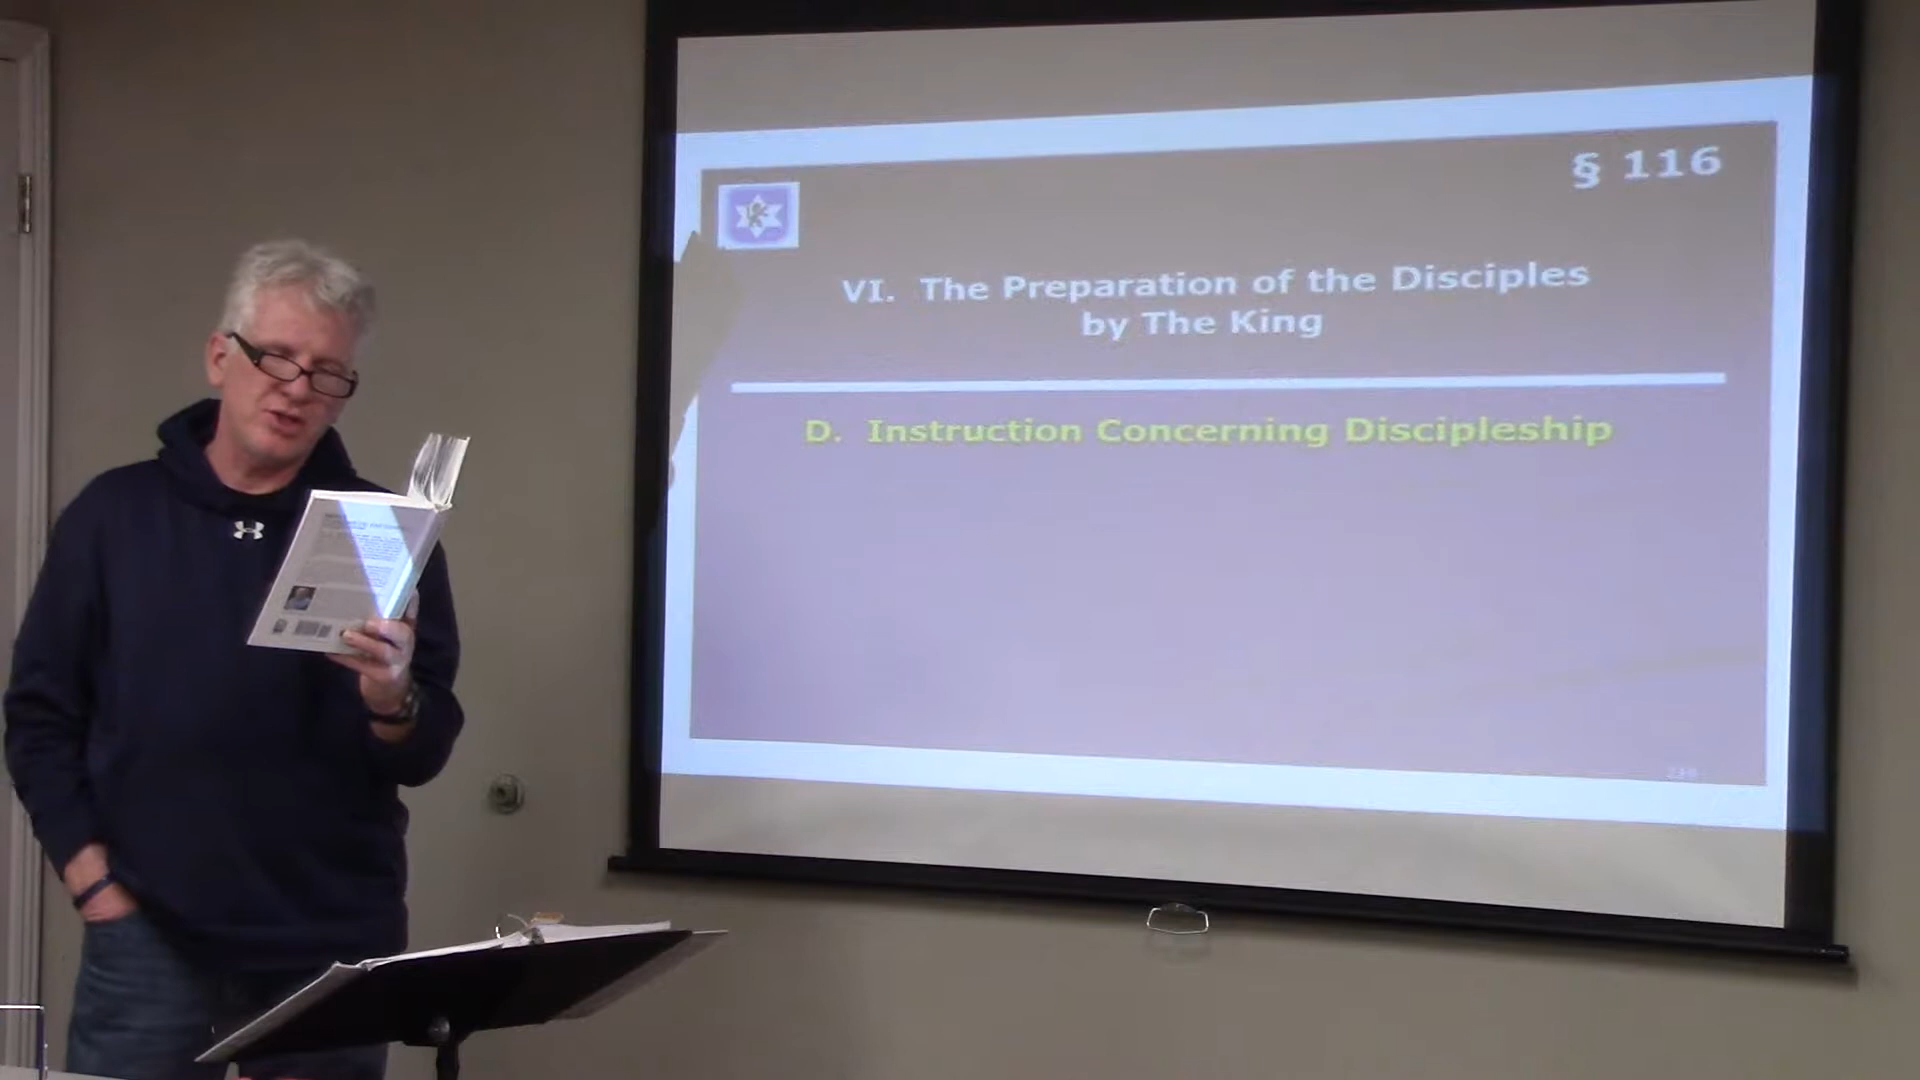 § 116
VI. The Preparation of the Disciples
by The King
D. Instruction Concerning Discipleship